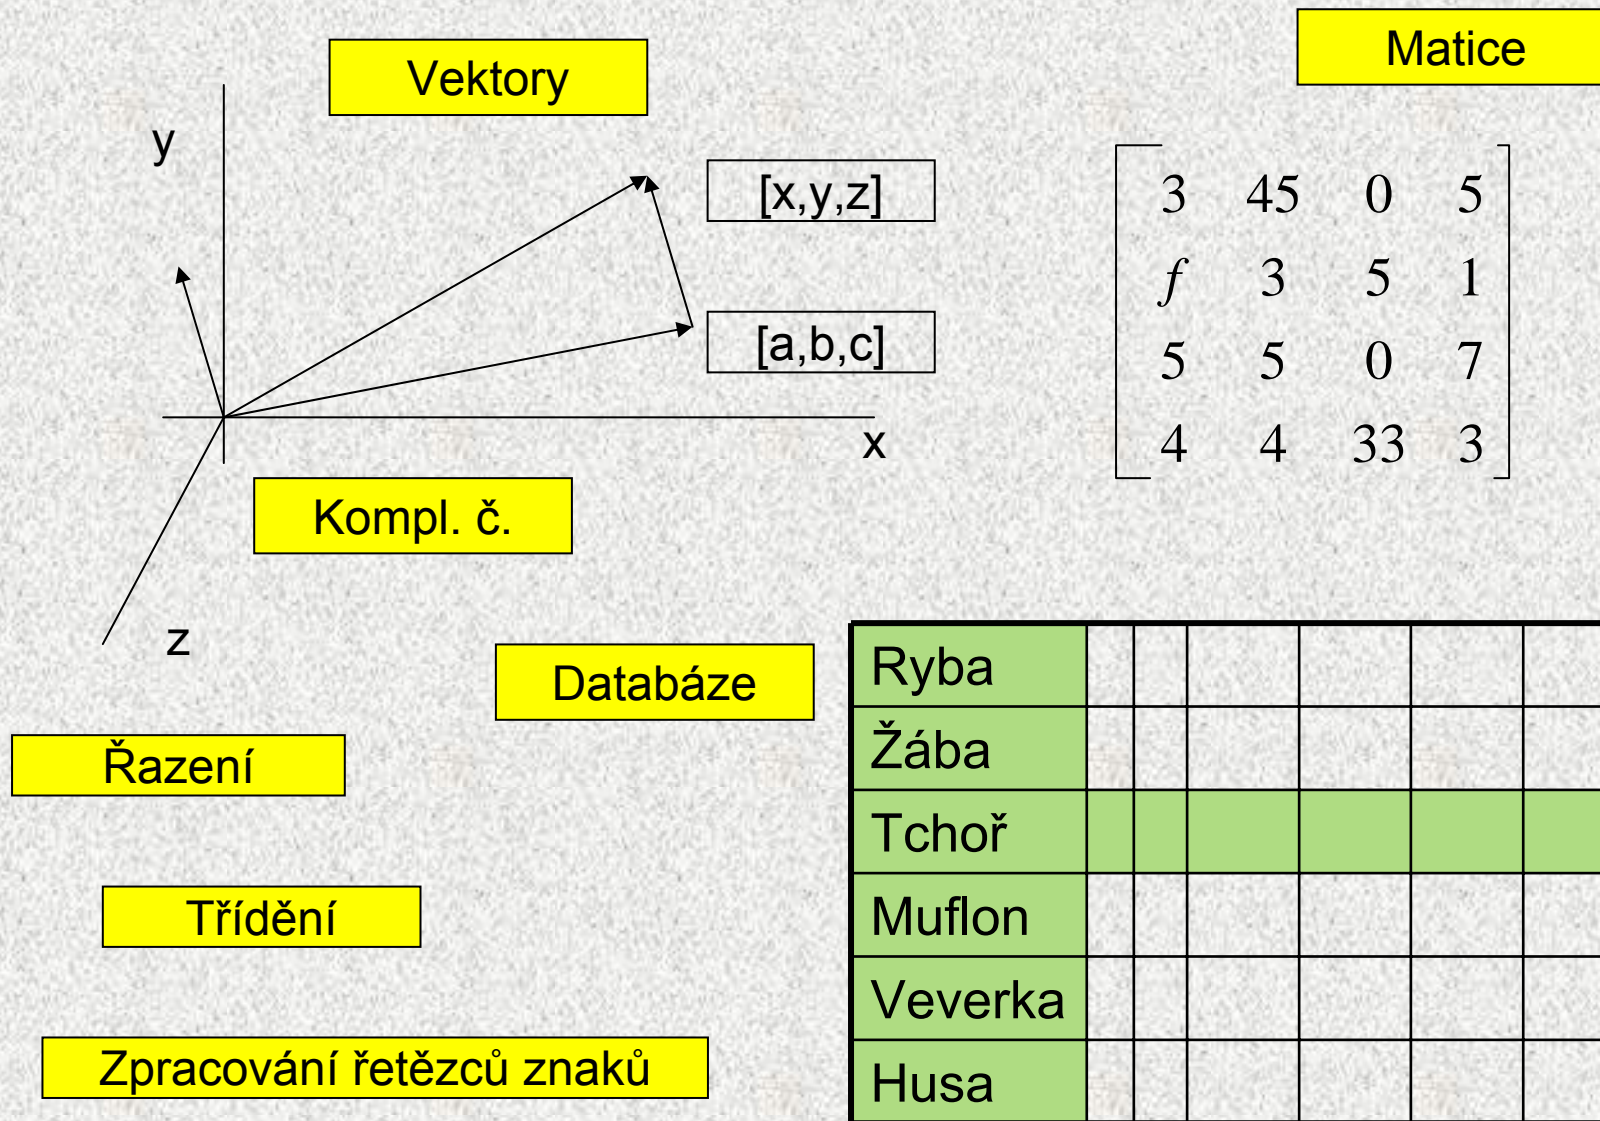 Vektory
Matice
y
[x,y,z]
[a,b,c]
x
z
3 45 0 5
f 3 5 1
5 5 0 7
4 4 33 3
Kompl. č.
Databáze
Řazení
Třídění
Zpracování řetězců znaků
Ryba
Žába
Tchoř
Muflon
Veverka
Husa